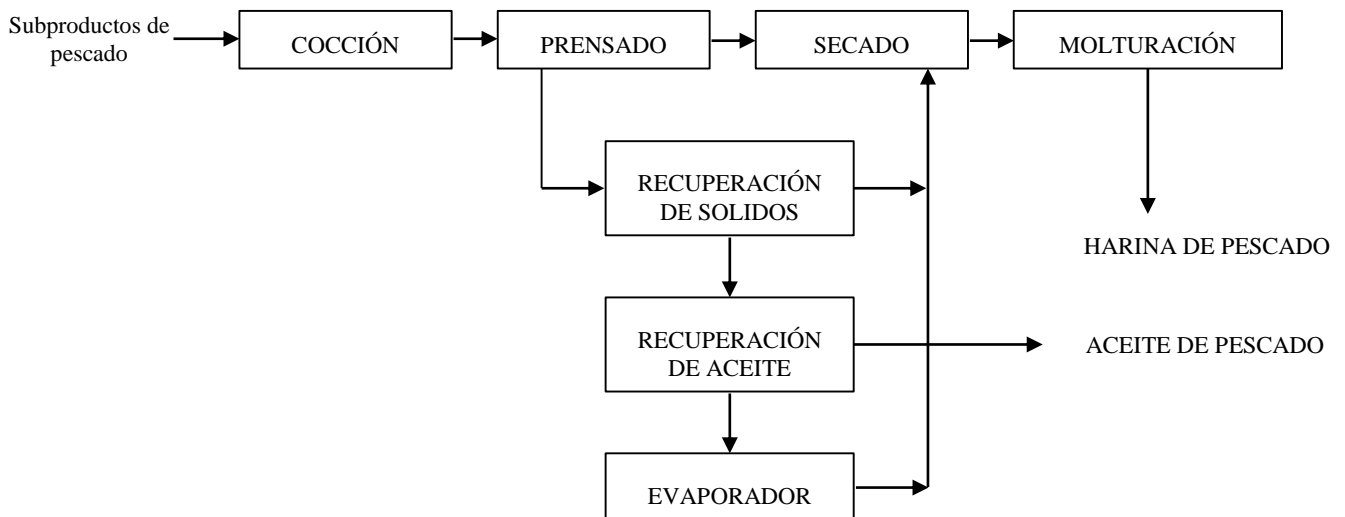 Subproductos de
pescado
COCCIÓN
PRENSADO
SECADO
MOLTURACIÓN
RECUPERACIÓN
DE SOLIDOS
HARINA DE PESCADO
RECUPERACIÓN
DE ACEITE
ACEITE DE PESCADO
EVAPORADOR